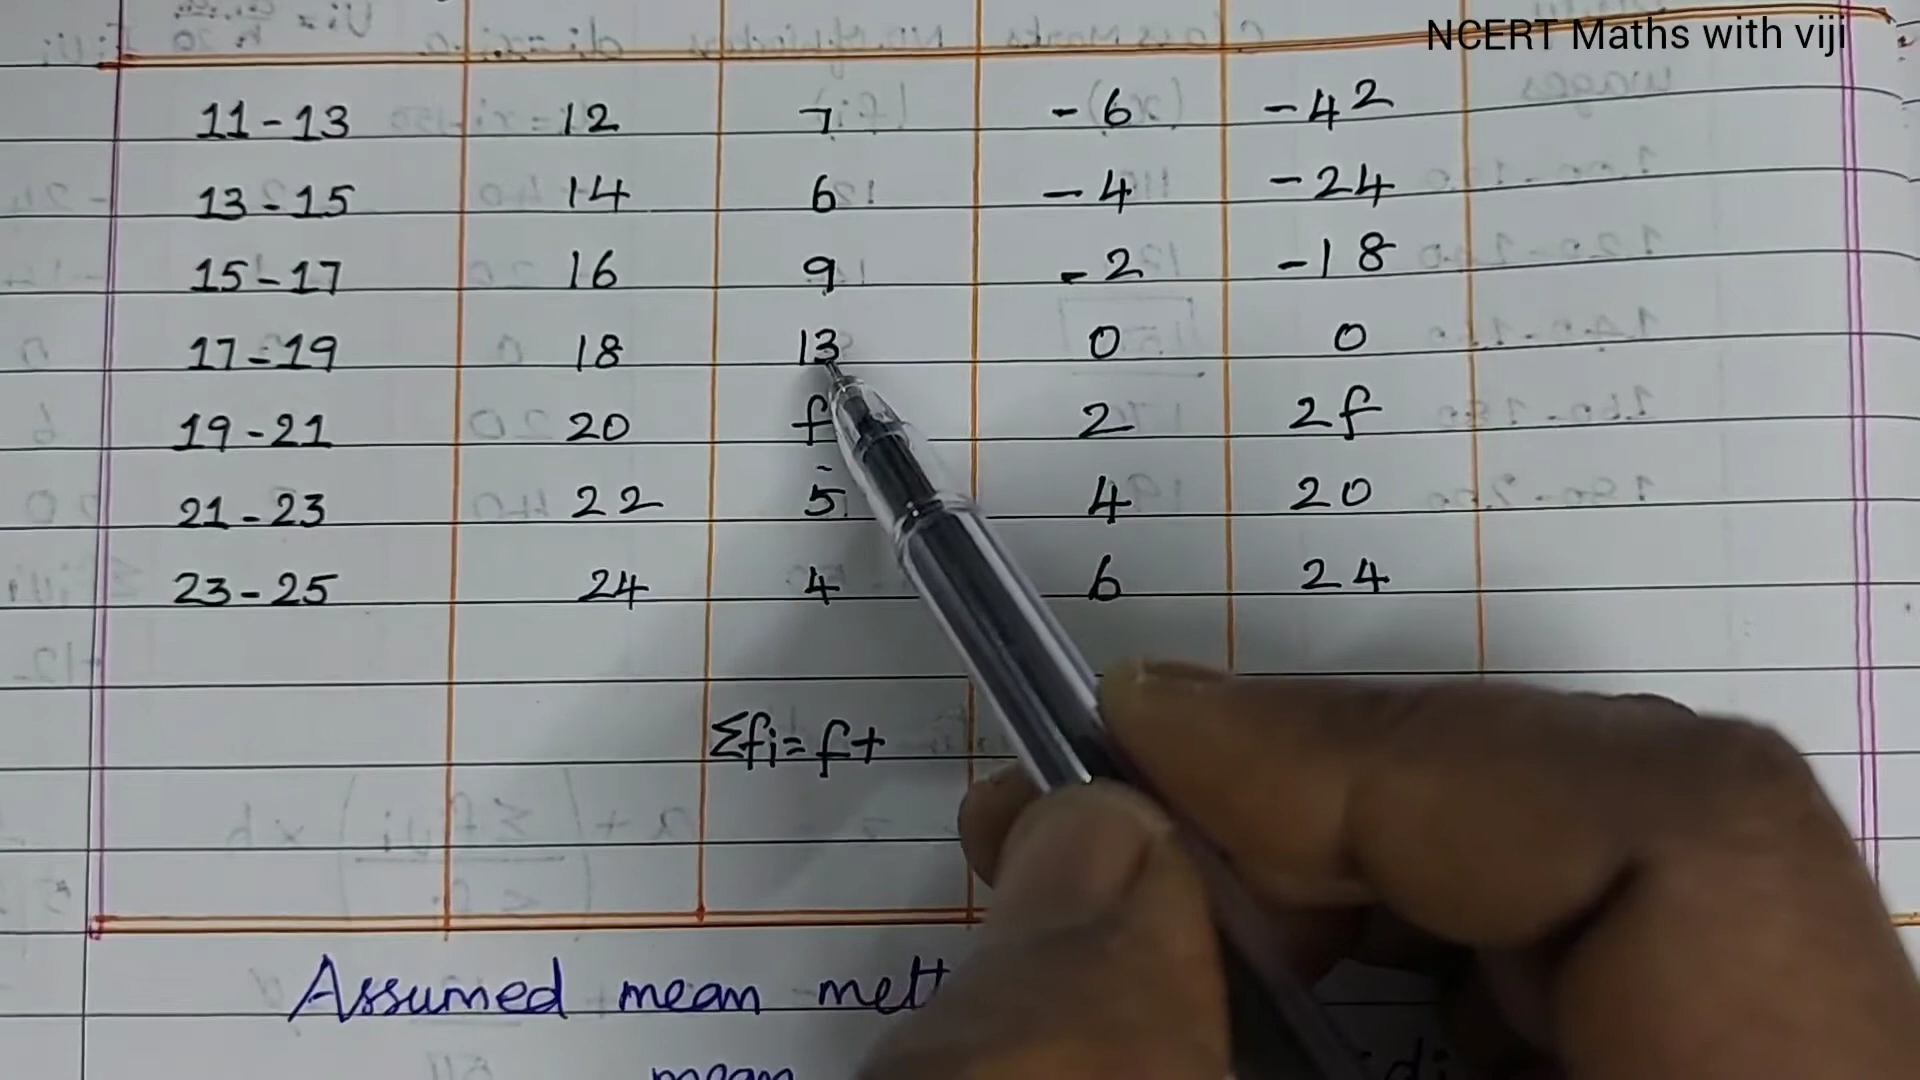 NCERT Maths with viji
11-13 12 7 -6 -42
13-15 14 6 -4 -24
15-17 16 9 -2 -18
17-19 18 13 0 0
19-21 20 f 2 2f
21-23 22 5 4 20
23-25 24 4 6 24
Σfi=f+
Assumed mean
mean